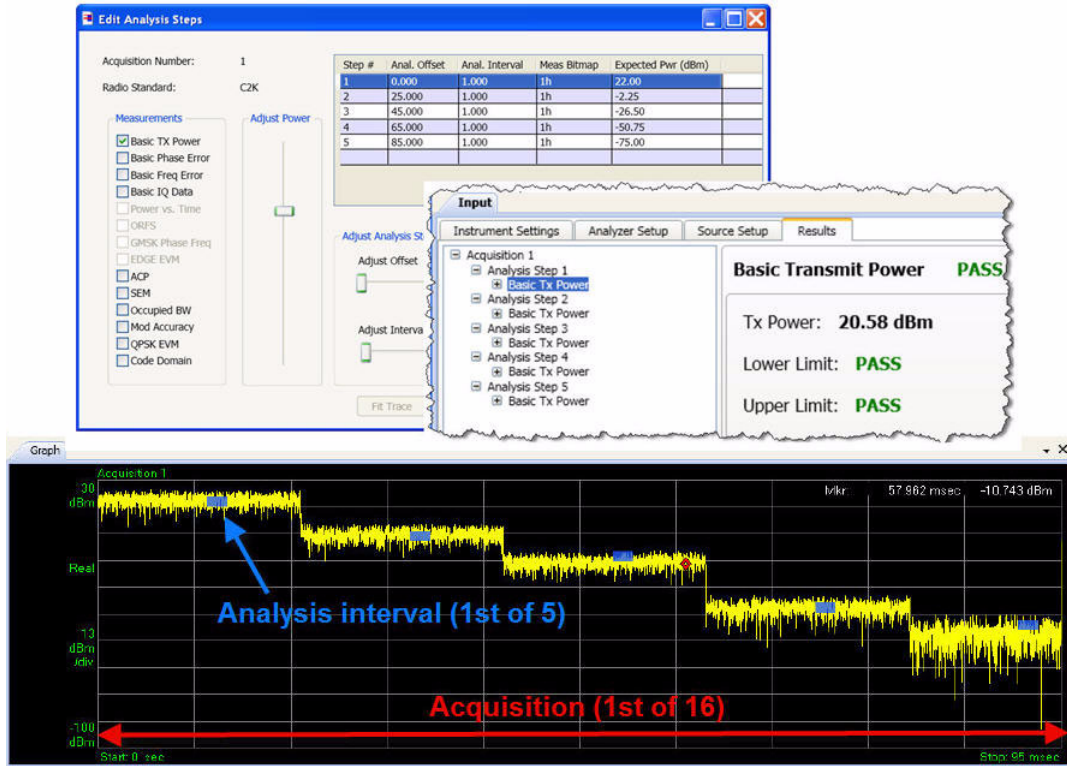 Edit Analysis Steps
Acquisition Number: 1
Radio Standard: C2K
Measurements
Basic TX Power
Basic Phase Error
Basic Freq Error
Basic IQ Data
Power vs. Time
ORFS
GMSK Phase Freq
EDGE EVM
ACP
SEM
Occupied BW
Mod Accuracy
QPSK EVM
Code Domain
Adjust Power
Step # Anal. Offset Anal. Interval Meas Bitmap Expected Pwr (dBm)
1 0.000 1.000 1h 22.00
2 25.000 1.000 1h -2.25
3 45.000 1.000 1h -26.50
4 65.000 1.000 1h -50.75
5 85.000 1.000 1h -75.00
Adjust Analysis St
Adjust Offset
Adjust Interva
Fit Trace
Input
Instrument Settings Analyzer Setup Source Setup Results
Acquisition 1
Analysis Step 1
Basic Tx Power
Analysis Step 2
Basic Tx Power
Analysis Step 3
Basic Tx Power
Analysis Step 4
Basic Tx Power
Analysis Step 5
Basic Tx Power
Basic Transmit Power PASS
Tx Power: 20.58 dBm
Lower Limit: PASS
Upper Limit: PASS
Graph
Acquisition 1
30
dBm
Mkr: 57.962 msec -10.743 dBm
Real
Analysis interval (1st of 5)
13
dBm
/div
Acquisition (1st of 16)
-100
dBm
Start: 0 sec
Stop: 95 msec